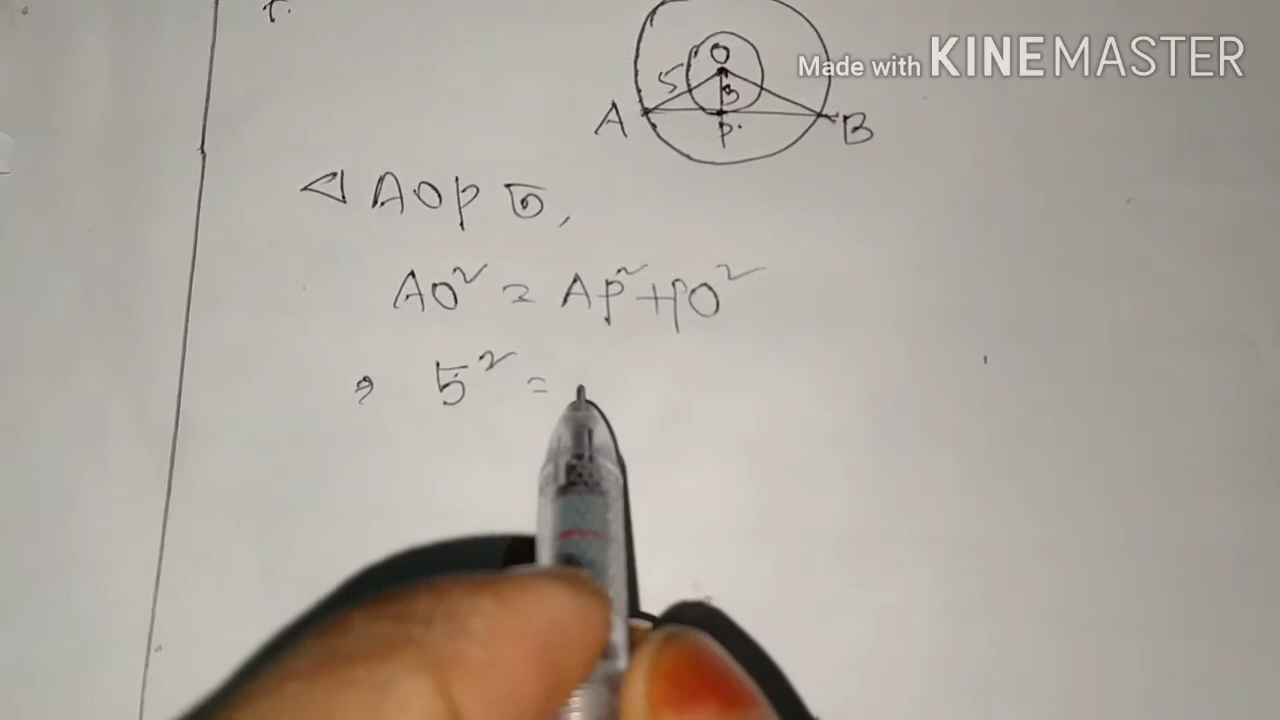 Made with KINEMASTER
O
5
3
A
P.
B
◁ AOP ত,
AO² = AP² + PO²
, 5² =